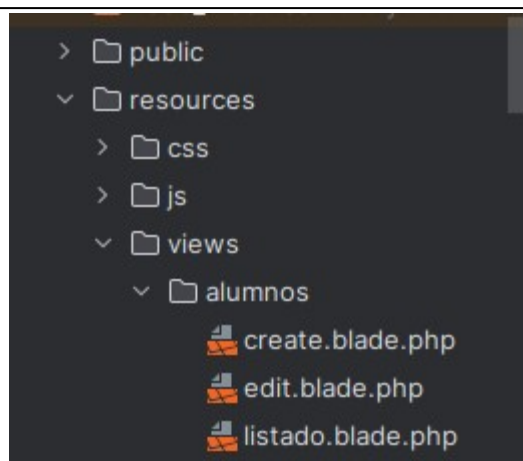 public
resources
css
js
views
alumnos
create.blade.php
edit.blade.php
listado.blade.php